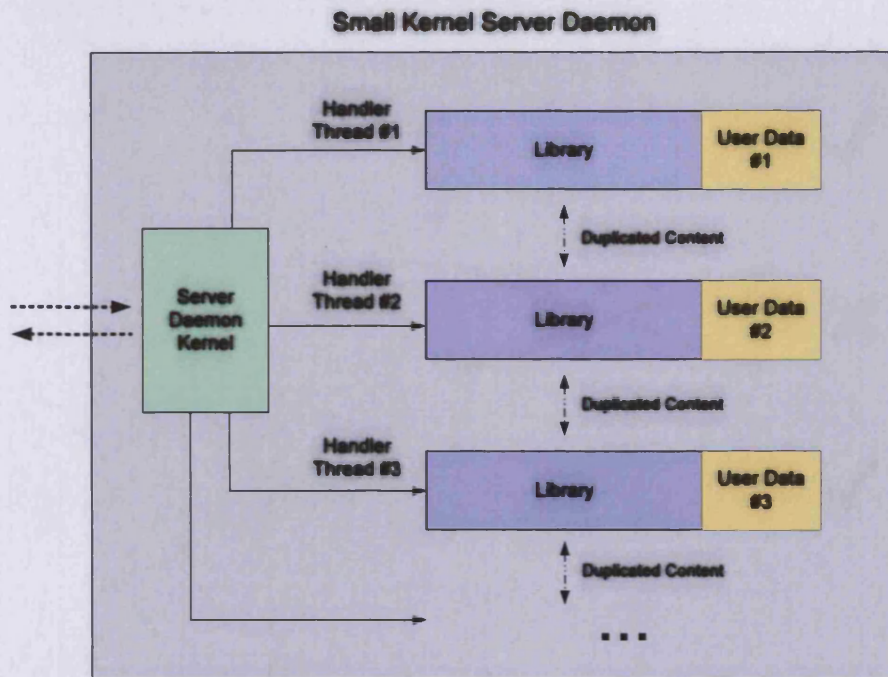 Small Kernel Server Daemon
Handler
Thread #1
Library
User Data
#1
Duplicated Content
Server
Daemon
Kernel
Handler
Thread #2
Library
User Data
#2
Duplicated Content
Handler
Thread #3
Library
User Data
#3
Duplicated Content
...